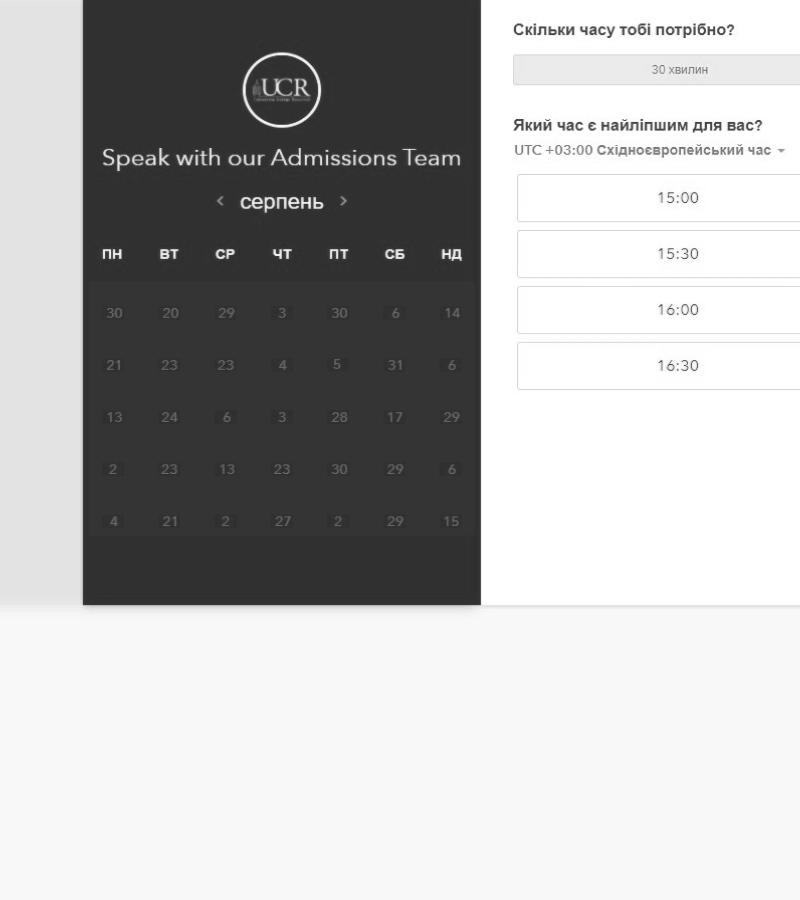 UCR
Speak with our Admissions Team
серпень
ПН ВТ СР ЧТ ПТ СБ НД
30 20 29 3 30 6 14
21 23 23 4 5 31 6
13 24 6 3 28 17 29
2 23 13 23 30 29 6
4 21 2 27 2 29 15
Скільки часу тобі потрібно?
30 хвилин
Який час є найліпшим для вас?
UTC +03:00 Східноєвропейський час
15:00
15:30
16:00
16:30